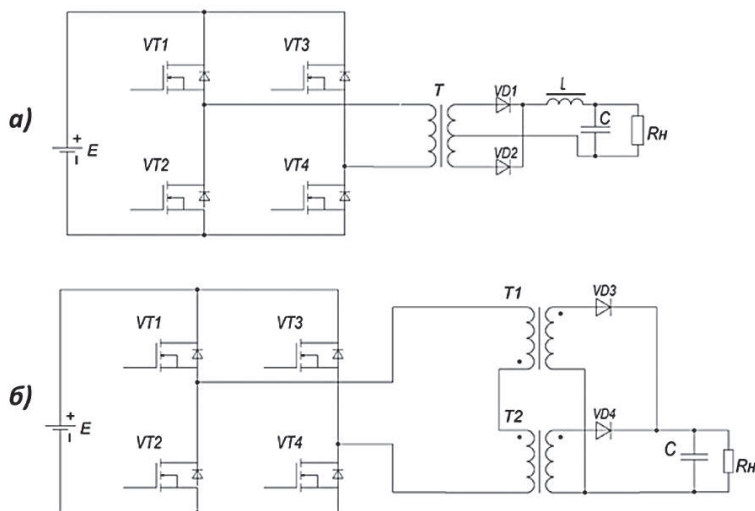 а)
VT1
VT3
T
VD1
L
+
E
-
C
Rн
VT2
VD2
VT4
б)
VT1
VT3
T1
VD3
T2
VD4
+
E
-
VT2
VT4
C
Rн